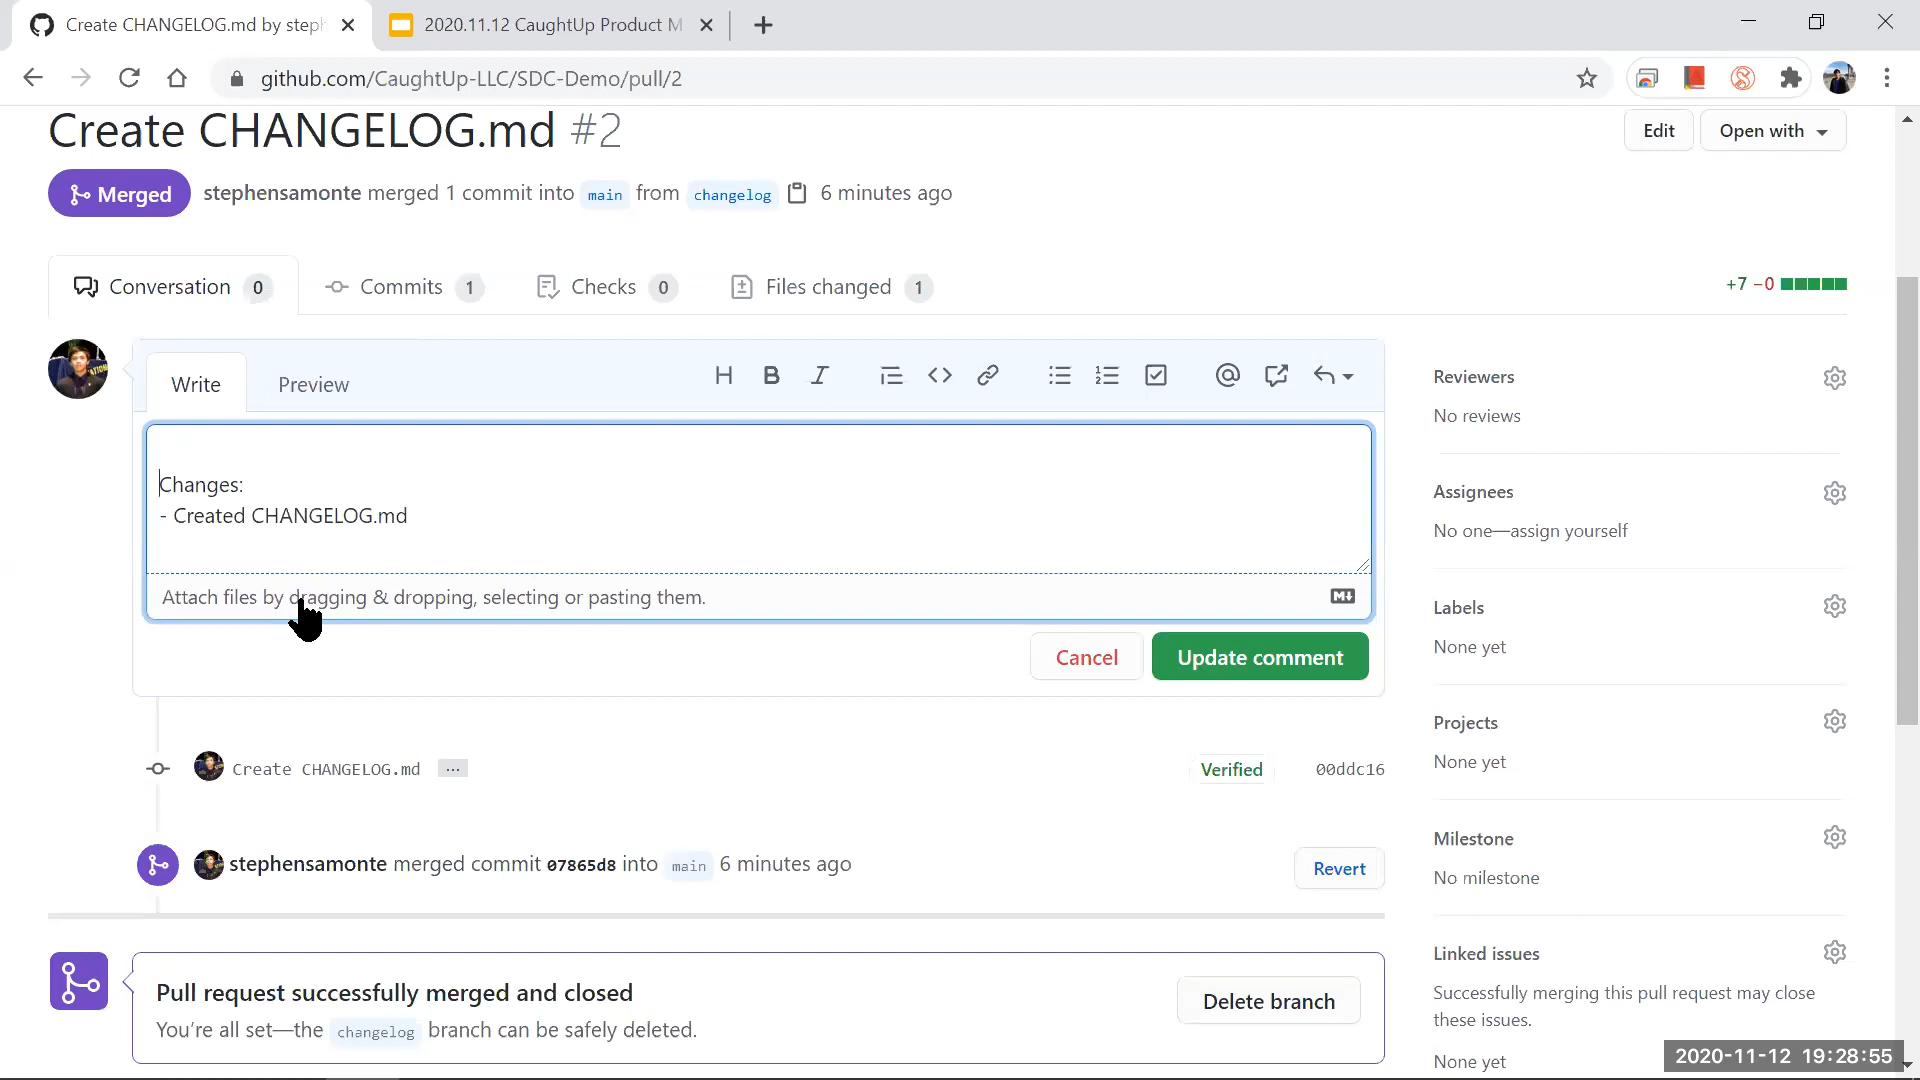 Create CHANGELOG.md by steph
2020.11.12 CaughtUp Product M
github.com/CaughtUp-LLC/SDC-Demo/pull/2
Create CHANGELOG.md #2
Edit
Open with
Merged
stephensamonte merged 1 commit into main from changelog 6 minutes ago
Conversation 0
Commits 1
Checks 0
Files changed 1
+7 −0
Write
Preview
H B I
Changes:
- Created CHANGELOG.md
Attach files by dragging & dropping, selecting or pasting them.
Cancel
Update comment
Create CHANGELOG.md ...
Verified
00ddc16
stephensamonte merged commit 07865d8 into main 6 minutes ago
Revert
Pull request successfully merged and closed
You're all set—the changelog branch can be safely deleted.
Delete branch
Reviewers
No reviews
Assignees
No one—assign yourself
Labels
None yet
Projects
None yet
Milestone
No milestone
Linked issues
Successfully merging this pull request may close
these issues.
None yet
2020-11-12 19:28:55